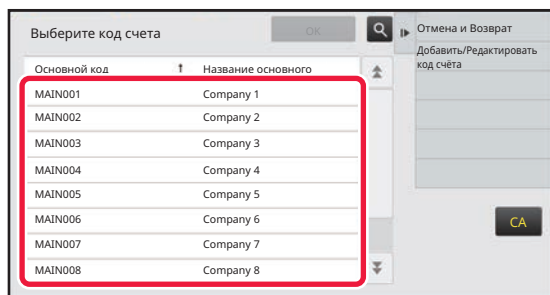 Выберите код счета
OK
Отмена и Возврат
Добавить/Редактировать
код счёта
Основной код ↑ Название основного
MAIN001 Company 1
MAIN002 Company 2
MAIN003 Company 3
MAIN004 Company 4
MAIN005 Company 5
MAIN006 Company 6
MAIN007 Company 7
MAIN008 Company 8
CA